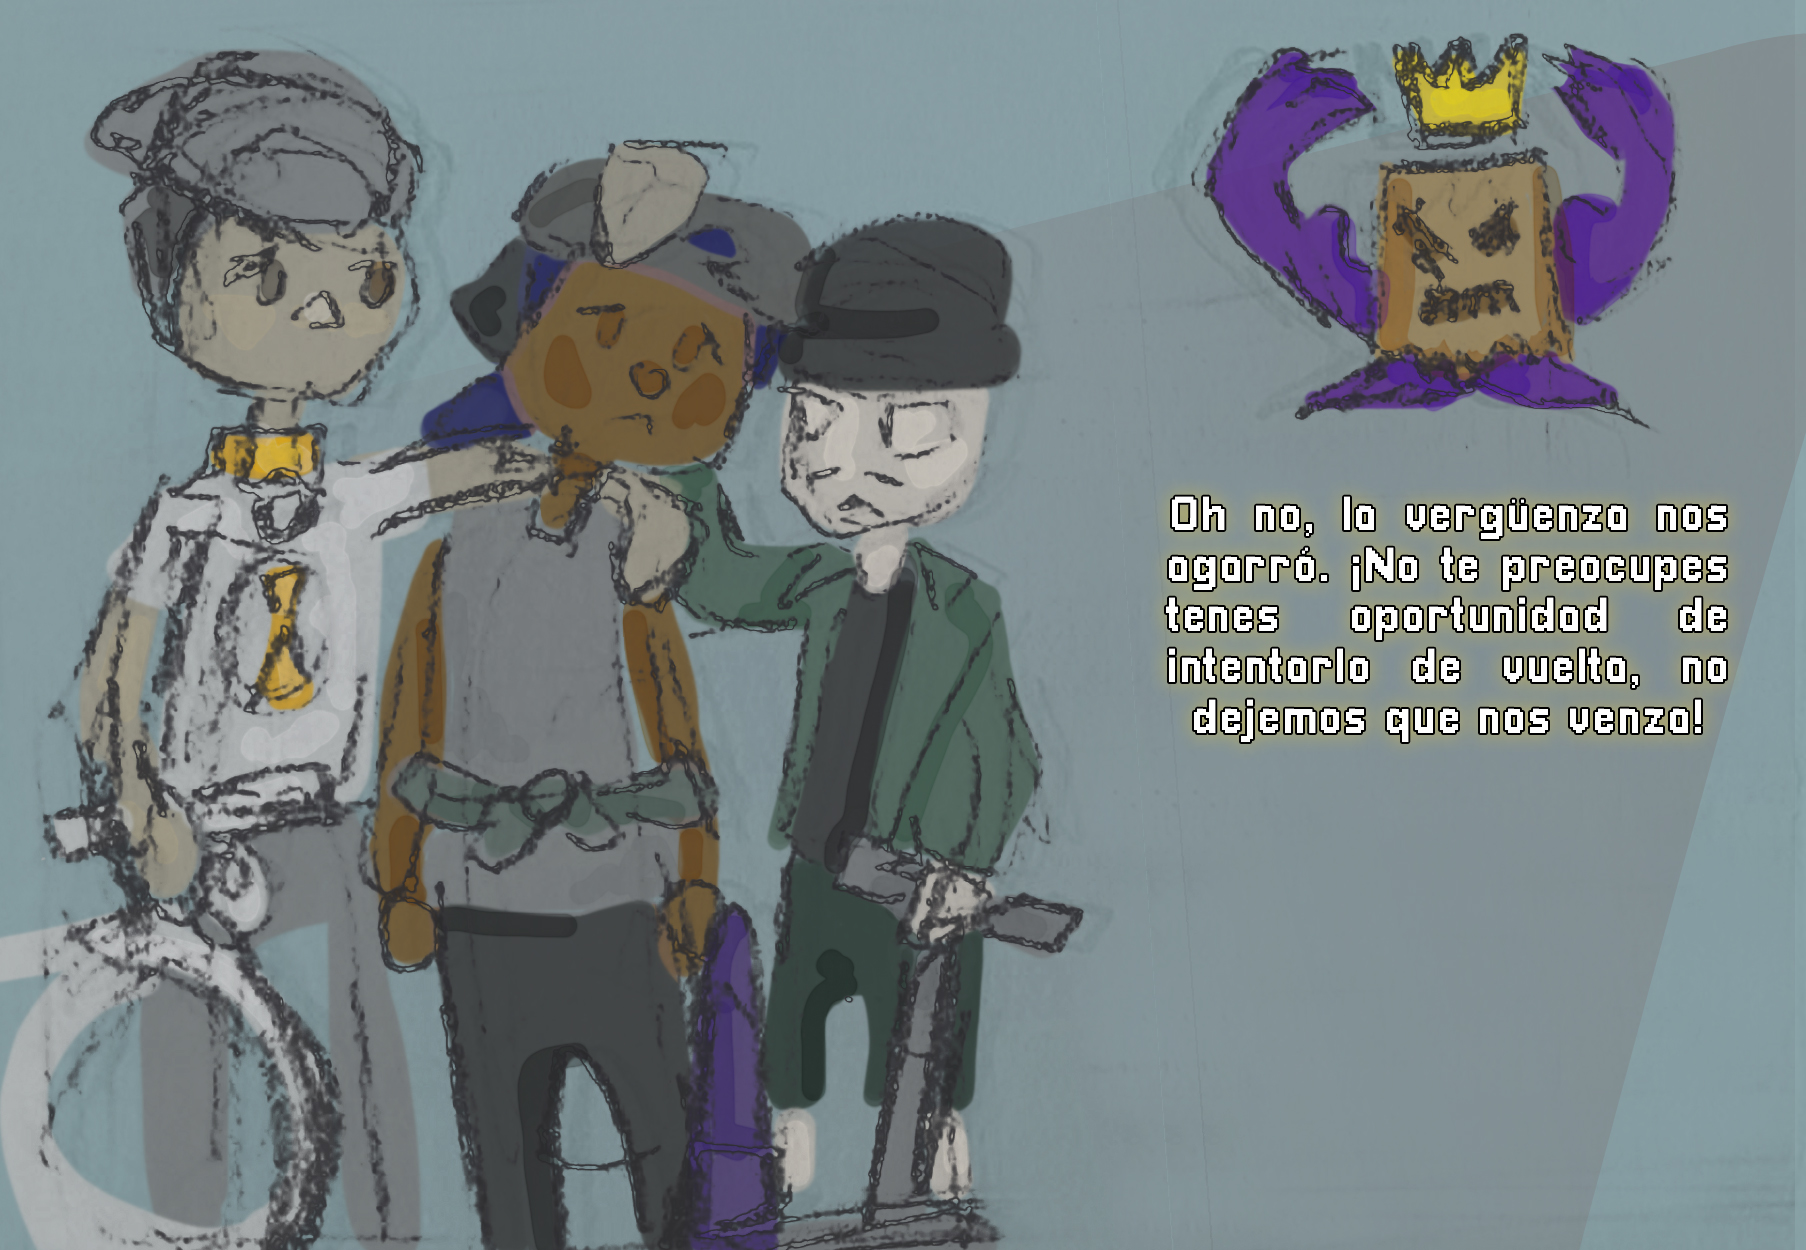 Oh no, la vergüenza nos
agarró. ¡No te preocupes
tenes oportunidad de
intentarlo de vuelta, no
dejemos que nos venza!